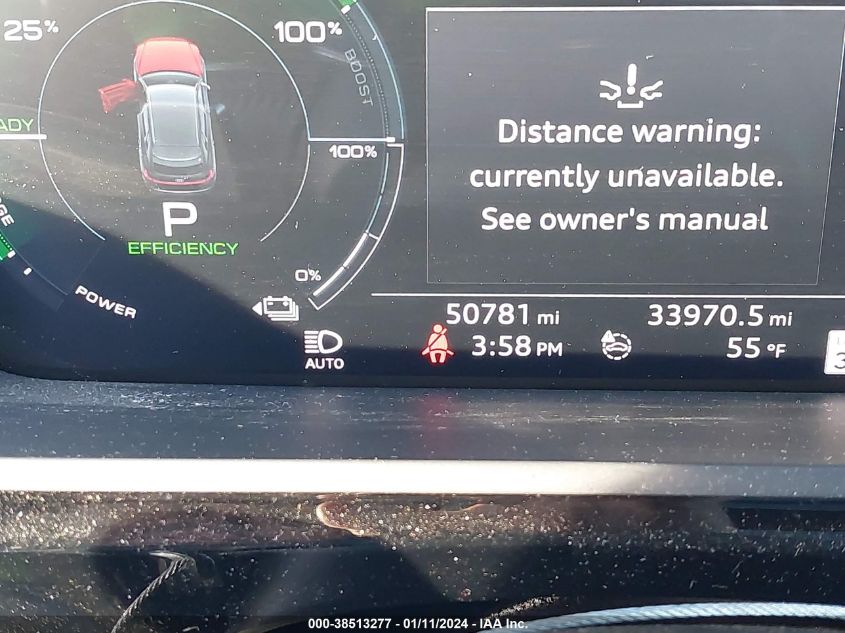 25%
100%
BOOST
Distance warning:
currently unavailable.
See owner's manual
ADY
100%
P
EFFICIENCY
0%
POWER
50781 mi
33970.5 mi
AUTO
3:58 PM
55 °F
000-38513277 - 01/11/2024 - IAA Inc.